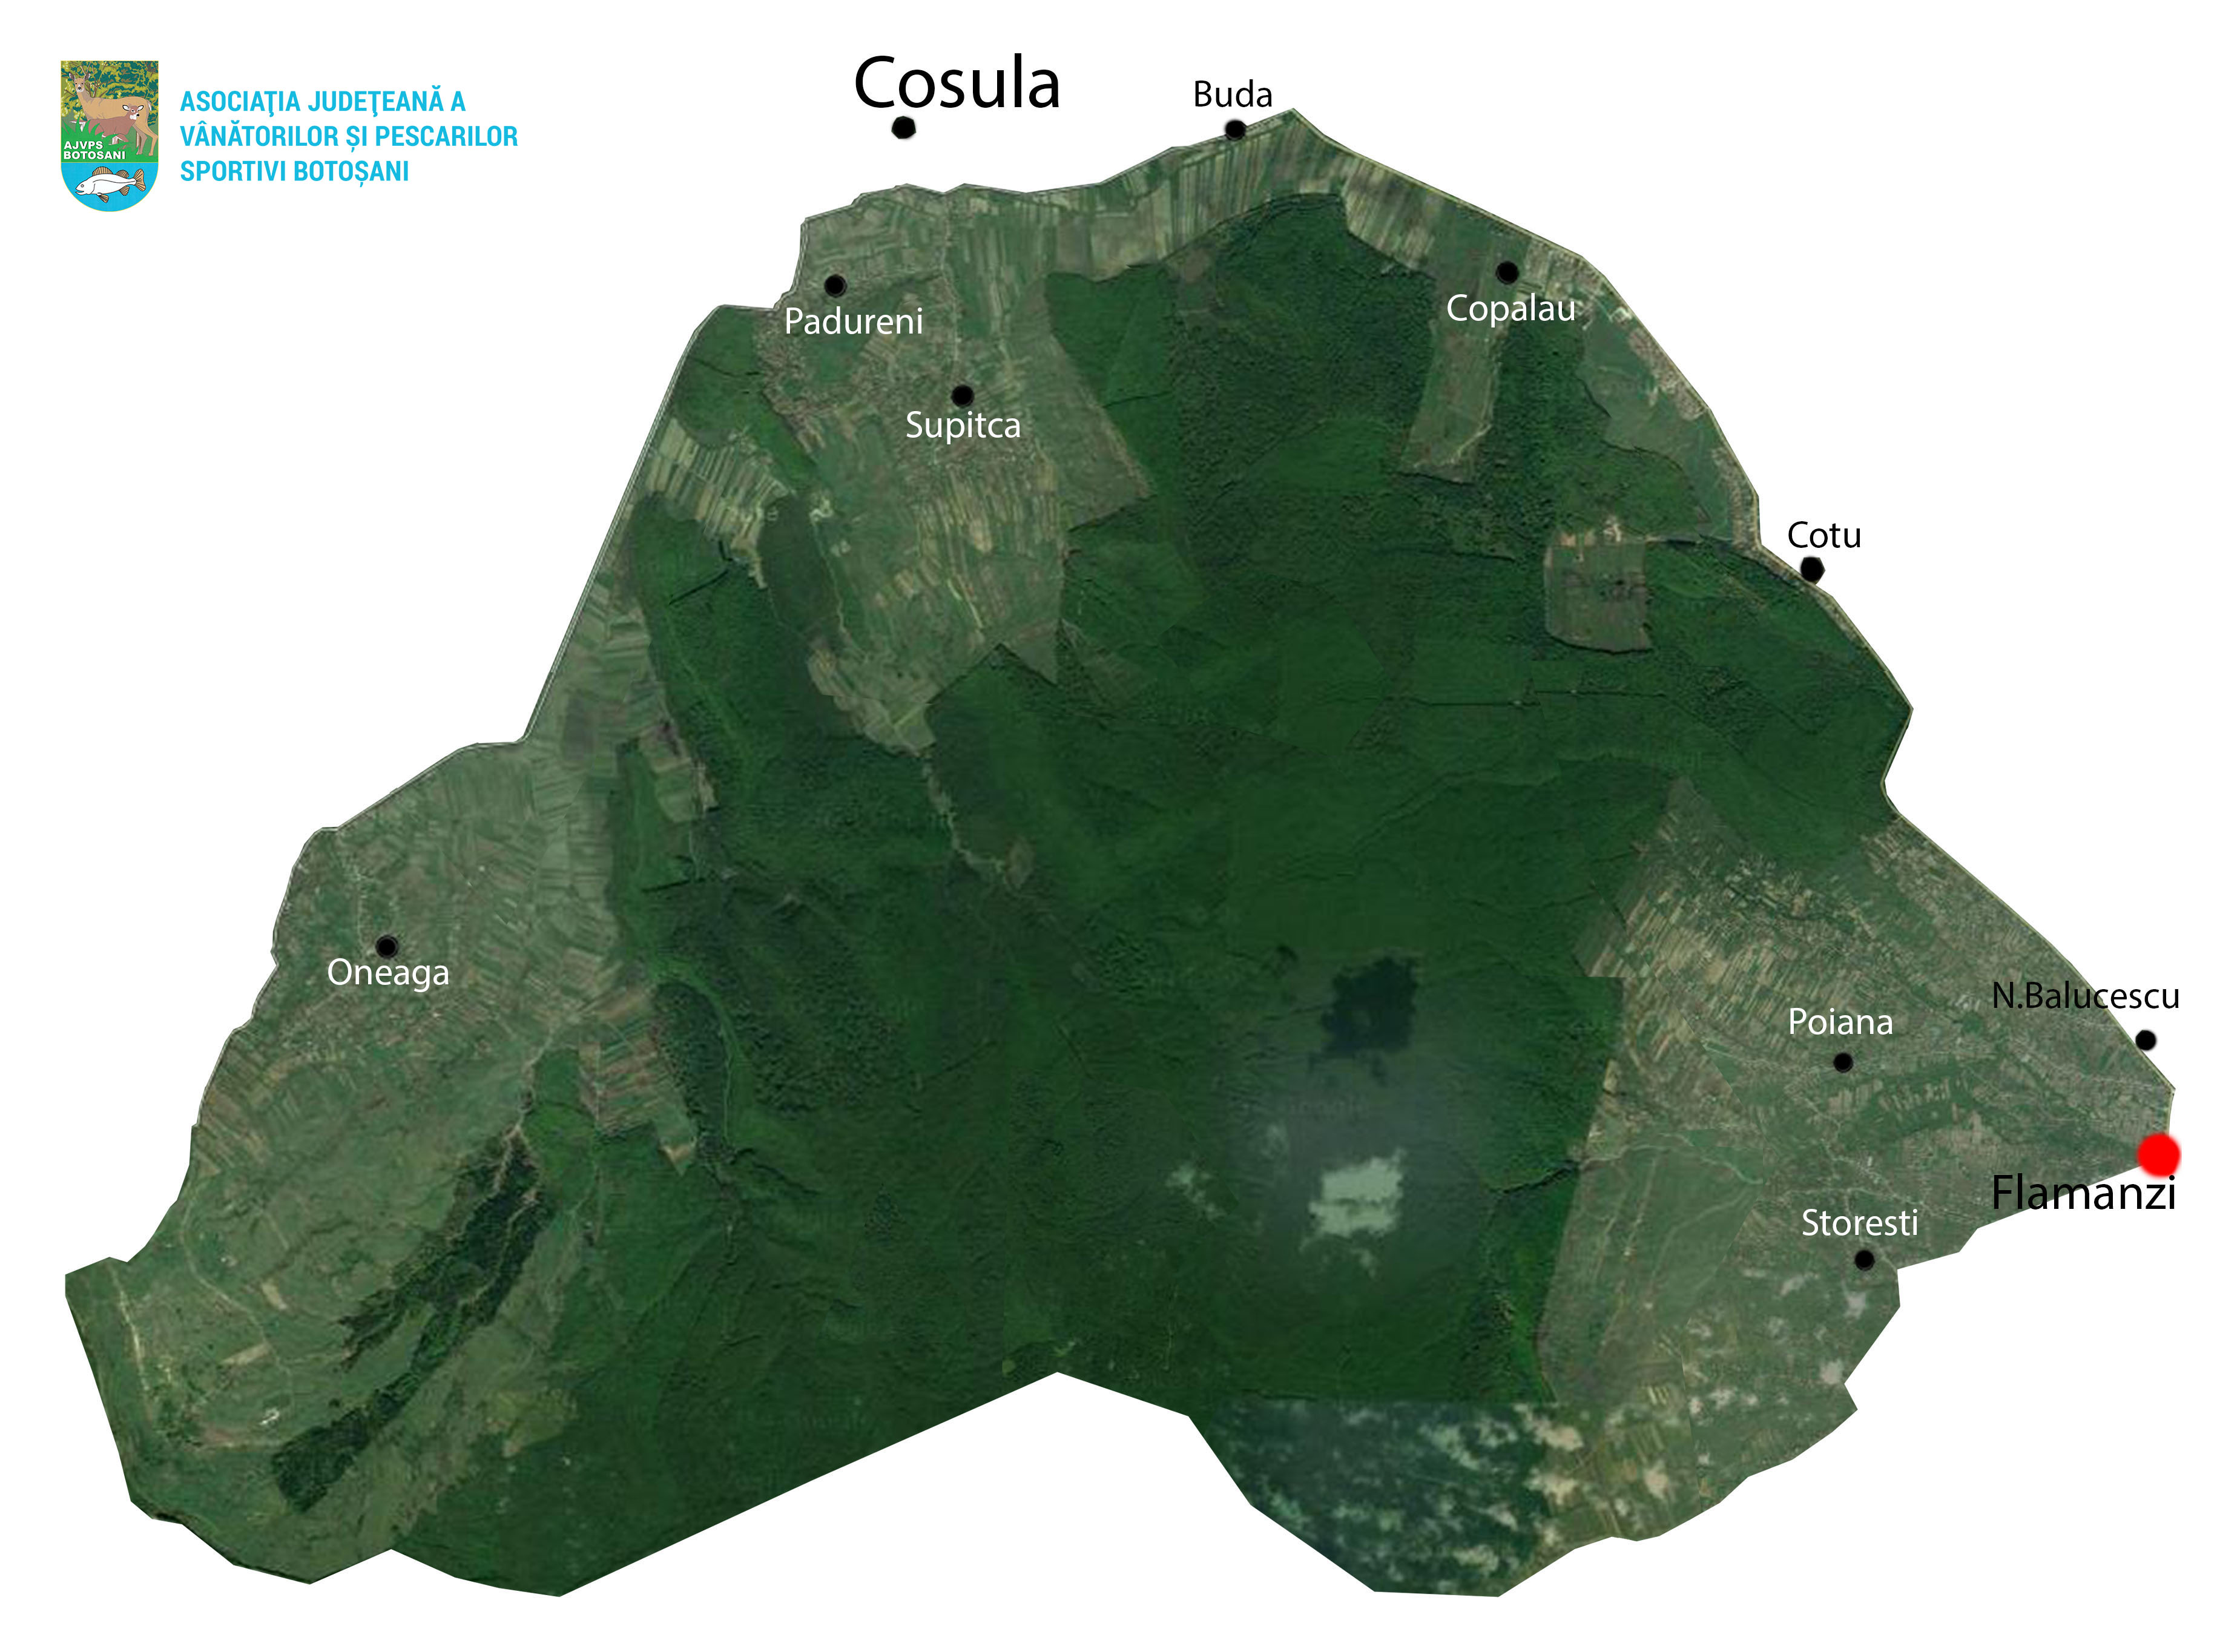 AJVPS
BOTOSANI
ASOCIAŢIA JUDEŢEANĂ A
VÂNĂTORILOR ȘI PESCARILOR
SPORTIVI BOTOȘANI
Cosula
Buda
Padureni
Copalau
Supitca
Cotu
Oneaga
N.Balucescu
Poiana
Flamanzi
Storesti